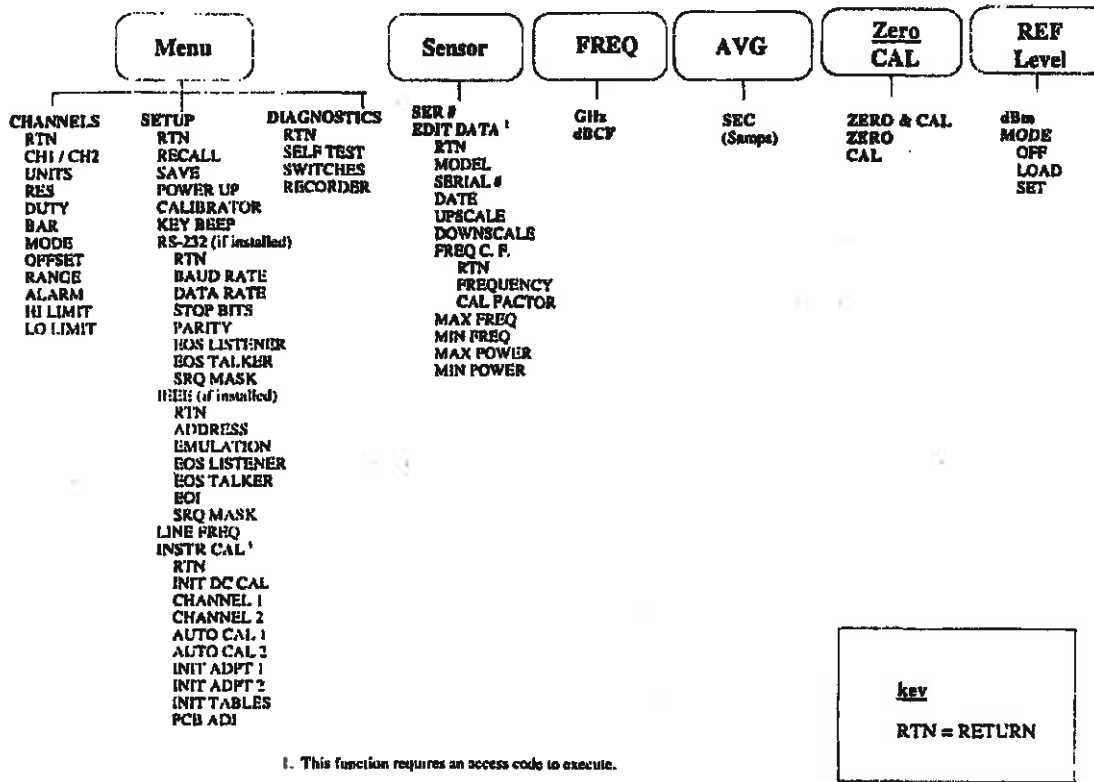 Menu
Sensor
FREQ
AVG
Zero
CAL
REF
Level
CHANNELS
RTN
CH1 / CH2
UNITS
RES
DUTY
BAR
MODE
OFFSET
RANGE
ALARM
HI LIMIT
LO LIMIT
SETUP
RTN
RECALL
SAVE
POWER UP
CALIBRATOR
KEY BEEP
RS-232 (if installed)
RTN
BAUD RATE
DATA RATE
STOP BITS
PARITY
EOS LISTENER
EOS TALKER
SRQ MASK
IEEE (if installed)
RTN
ADDRESS
EMULATION
EOS LISTENER
EOS TALKER
EOI
SRQ MASK
LINE FREQ
INSTR CAL ¹
RTN
INIT DC CAL
CHANNEL 1
CHANNEL 2
AUTO CAL 1
AUTO CAL 2
INIT ADPT 1
INIT ADPT 2
INIT TABLES
PCB ADJ
DIAGNOSTICS
RTN
SELF TEST
SWITCHES
RECORDER
SER #
EDIT DATA ¹
RTN
MODEL
SERIAL #
DATE
UPSCALE
DOWNSCALE
FREQ C. F.
RTN
FREQUENCY
CAL FACTOR
MAX FREQ
MIN FREQ
MAX POWER
MIN POWER
GHz
dBCF
SEC
(Samps)
ZERO & CAL
ZERO
CAL
dBm
MODE
OFF
LOAD
SET
key
RTN = RETURN
1. This function requires an access code to execute.